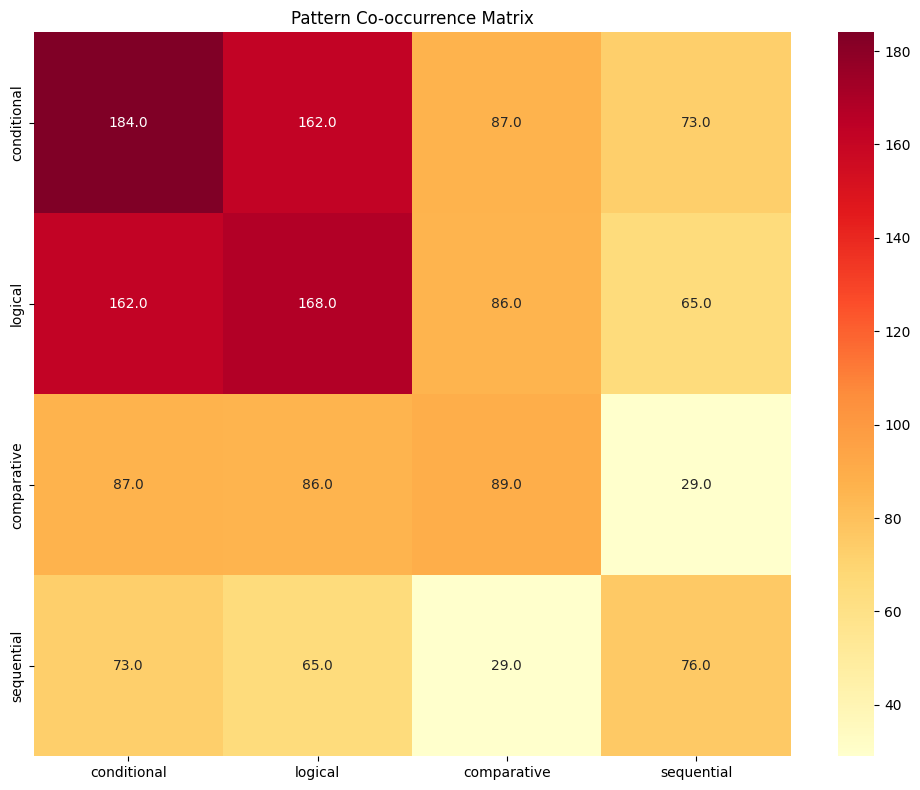 Pattern Co-occurrence Matrix
conditional
184.0 162.0 87.0 73.0
logical
162.0 168.0 86.0 65.0
comparative
87.0 86.0 89.0 29.0
sequential
73.0 65.0 29.0 76.0
conditional logical comparative sequential
180
160
140
120
100
80
60
40